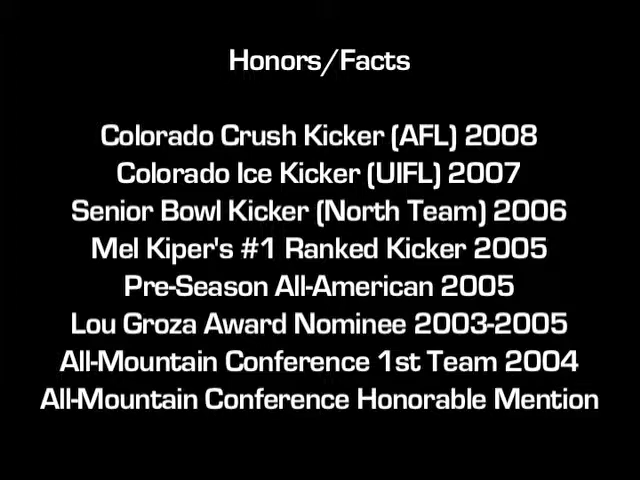 Honors/Facts
Colorado Crush Kicker (AFL) 2008
Colorado Ice Kicker (UIFL) 2007
Senior Bowl Kicker (North Team) 2006
Mel Kiper's #1 Ranked Kicker 2005
Pre-Season All-American 2005
Lou Groza Award Nominee 2003-2005
All-Mountain Conference 1st Team 2004
All-Mountain Conference Honorable Mention